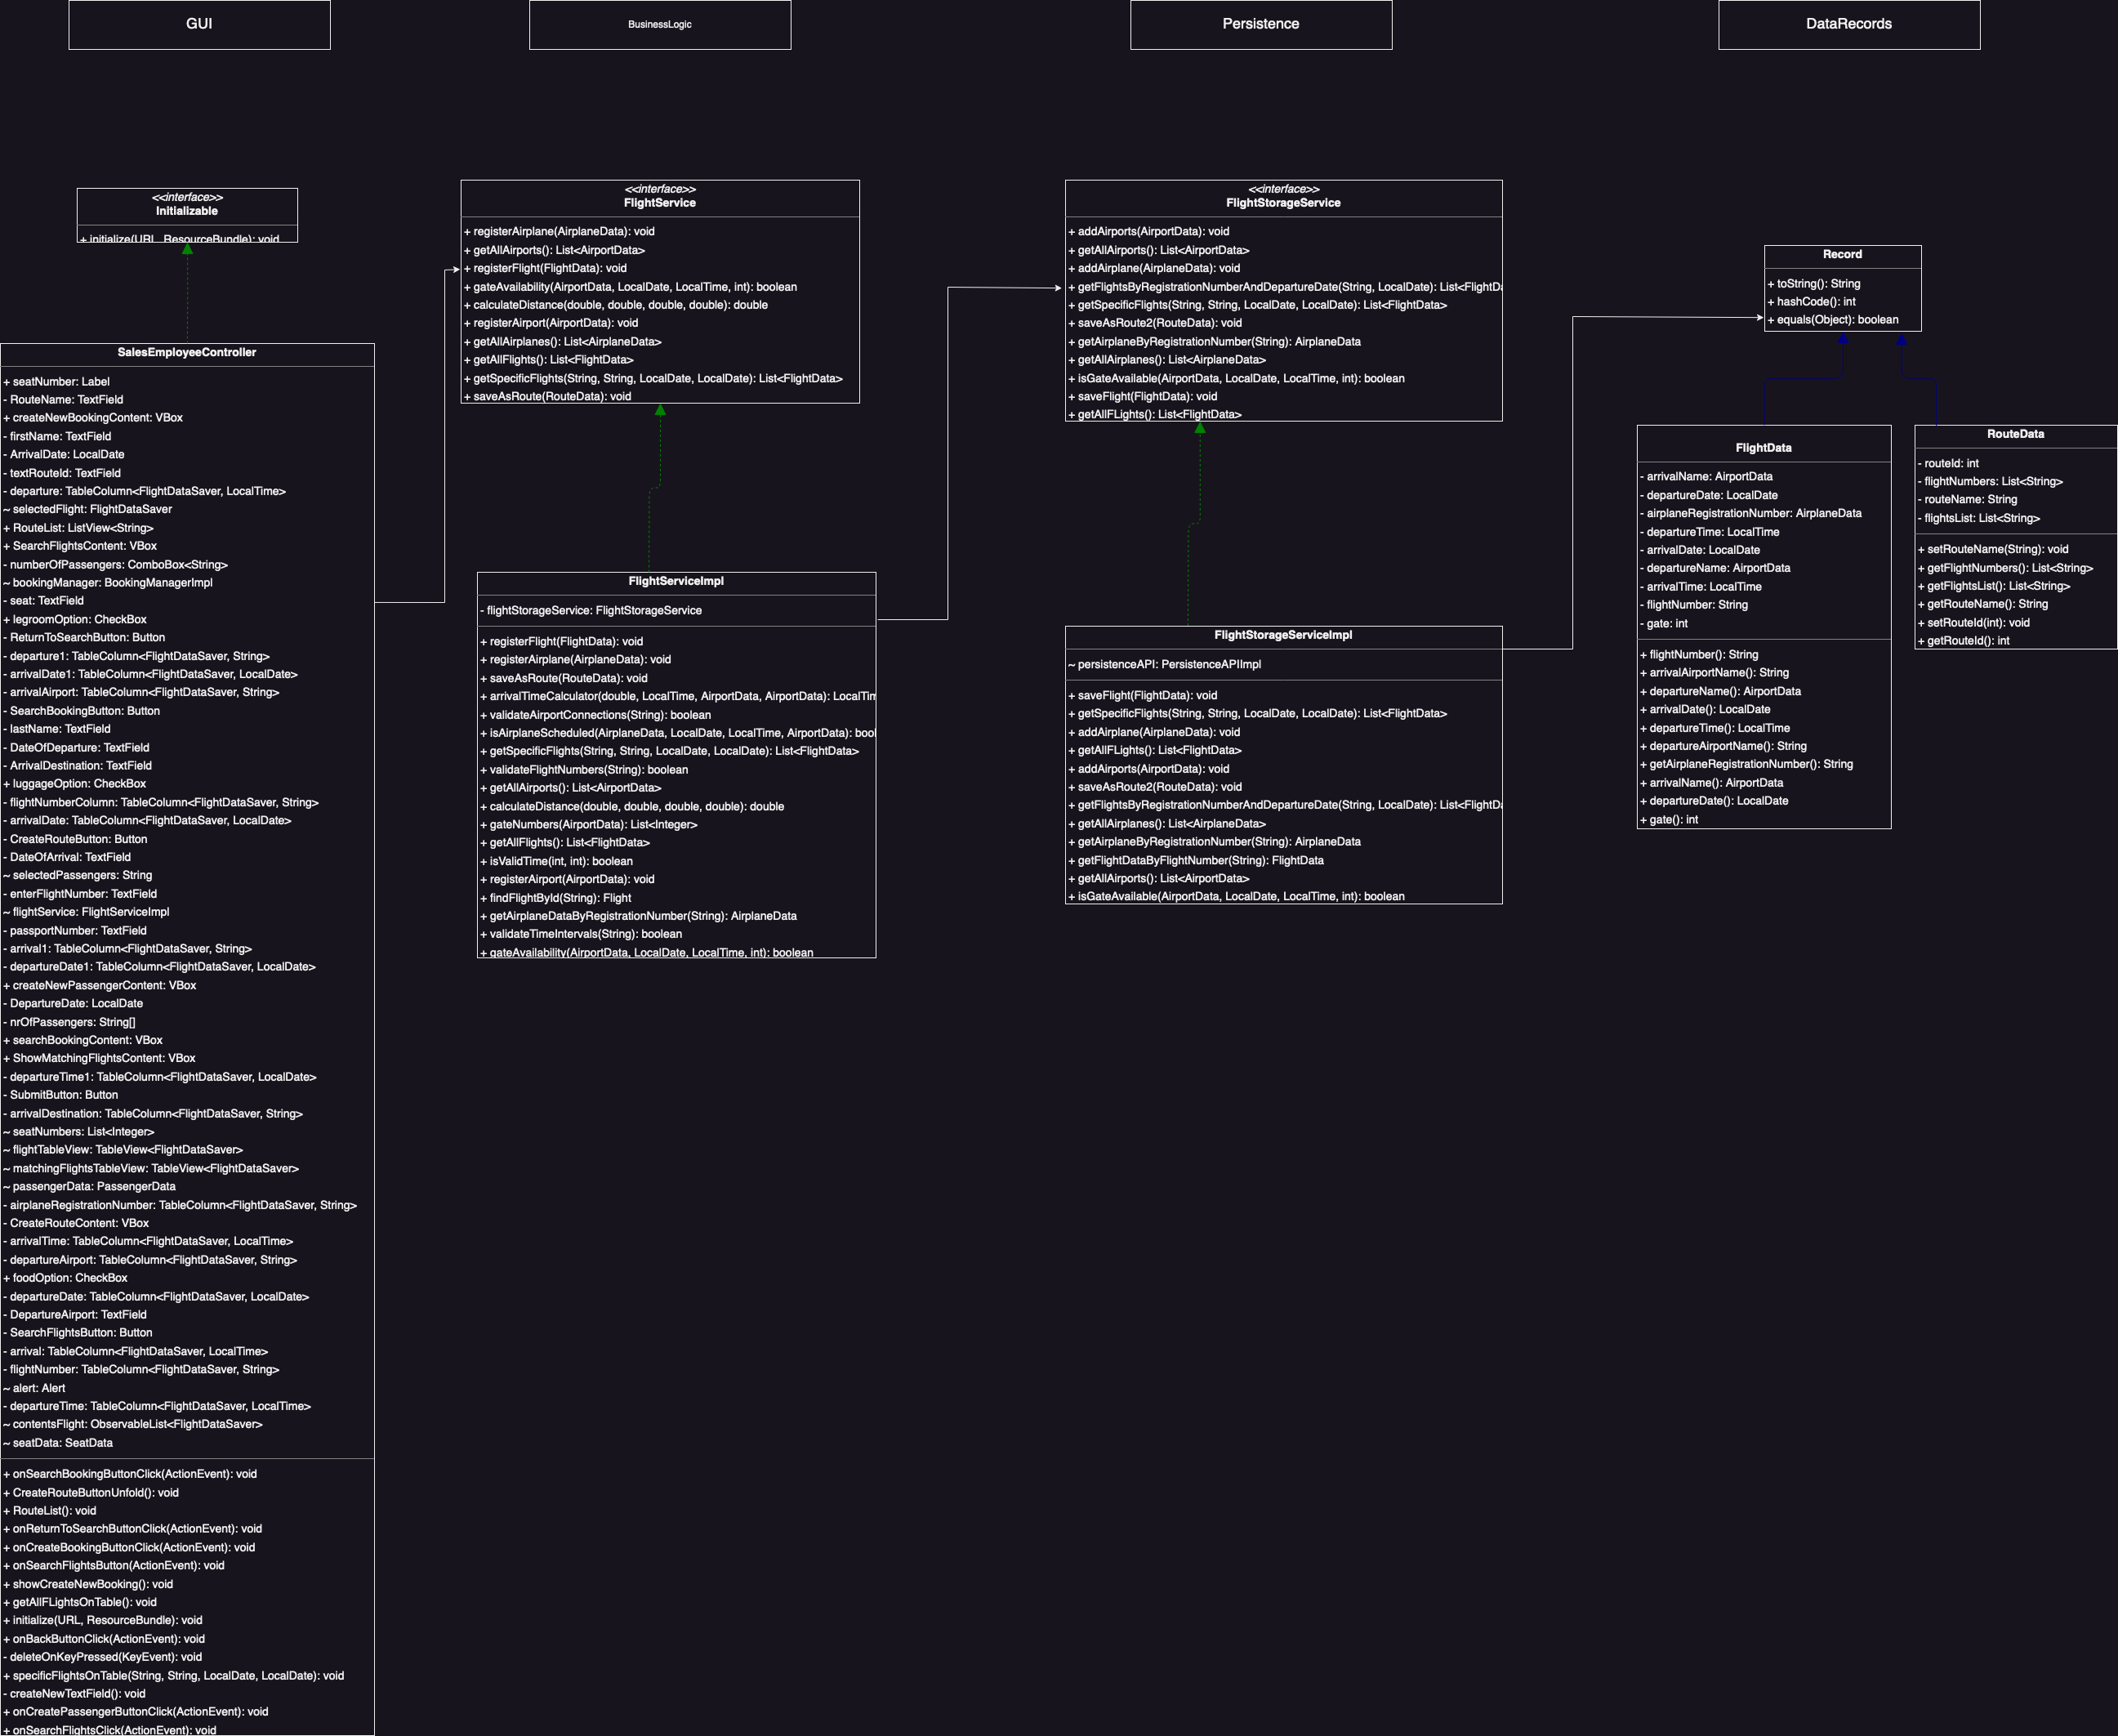 GUI
BusinessLogic
Persistence
DataRecords
<<interface>>
Initializable
+ initialize(URL, ResourceBundle): void
SalesEmployeeController
+ seatNumber: Label
- RouteName: TextField
+ createNewBookingContent: VBox
- firstName: TextField
- ArrivalDate: LocalDate
- textRouteId: TextField
- departure: TableColumn<FlightDataSaver, LocalTime>
~ selectedFlight: FlightDataSaver
+ RouteList: ListView<String>
+ SearchFlightsContent: VBox
- numberOfPassengers: ComboBox<String>
~ bookingManager: BookingManagerImpl
- seat: TextField
+ legroomOption: CheckBox
- ReturnToSearchButton: Button
- departure1: TableColumn<FlightDataSaver, String>
- arrivalDate1: TableColumn<FlightDataSaver, LocalDate>
- arrivalAirport: TableColumn<FlightDataSaver, String>
- SearchBookingButton: Button
- lastName: TextField
- DateOfDeparture: TextField
- ArrivalDestination: TextField
+ luggageOption: CheckBox
- flightNumberColumn: TableColumn<FlightDataSaver, String>
- arrivalDate: TableColumn<FlightDataSaver, LocalDate>
- CreateRouteButton: Button
- DateOfArrival: TextField
~ selectedPassengers: String
- enterFlightNumber: TextField
~ flightService: FlightServiceImpl
- passportNumber: TextField
- arrival1: TableColumn<FlightDataSaver, String>
- departureDate1: TableColumn<FlightDataSaver, LocalDate>
+ createNewPassengerContent: VBox
- DepartureDate: LocalDate
- nrOfPassengers: String[]
+ searchBookingContent: VBox
+ ShowMatchingFlightsContent: VBox
- departureTime1: TableColumn<FlightDataSaver, LocalDate>
- SubmitButton: Button
- arrivalDestination: TableColumn<FlightDataSaver, String>
~ seatNumbers: List<Integer>
~ flightTableView: TableView<FlightDataSaver>
~ matchingFlightsTableView: TableView<FlightDataSaver>
~ passengerData: PassengerData
- airplaneRegistrationNumber: TableColumn<FlightDataSaver, String>
- CreateRouteContent: VBox
- arrivalTime: TableColumn<FlightDataSaver, LocalTime>
- departureAirport: TableColumn<FlightDataSaver, String>
+ foodOption: CheckBox
- departureDate: TableColumn<FlightDataSaver, LocalDate>
- DepartureAirport: TextField
- SearchFlightsButton: Button
- arrival: TableColumn<FlightDataSaver, LocalTime>
- flightNumber: TableColumn<FlightDataSaver, String>
~ alert: Alert
- departureTime: TableColumn<FlightDataSaver, LocalTime>
~ contentsFlight: ObservableList<FlightDataSaver>
~ seatData: SeatData
+ onSearchBookingButtonClick(ActionEvent): void
+ CreateRouteButtonUnfold(): void
+ RouteList(): void
+ onReturnToSearchButtonClick(ActionEvent): void
+ onCreateBookingButtonClick(ActionEvent): void
+ onSearchFlightsButton(ActionEvent): void
+ showCreateNewBooking(): void
+ getAllFLightsOnTable(): void
+ initialize(URL, ResourceBundle): void
+ onBackButtonClick(ActionEvent): void
- deleteOnKeyPressed(KeyEvent): void
+ specificFlightsOnTable(String, String, LocalDate, LocalDate): void
- createNewTextField(): void
+ onCreatePassengerButtonClick(ActionEvent): void
+ onSearchFlightsClick(ActionEvent): void
<<interface>>
FlightService
+ registerAirplane(AirplaneData): void
+ getAllAirports(): List<AirportData>
+ registerFlight(FlightData): void
+ gateAvailability(AirportData, LocalDate, LocalTime, int): boolean
+ calculateDistance(double, double, double, double): double
+ registerAirport(AirportData): void
+ getAllAirplanes(): List<AirplaneData>
+ getAllFlights(): List<FlightData>
+ getSpecificFlights(String, String, LocalDate, LocalDate): List<FlightData>
+ saveAsRoute(RouteData): void
FlightServiceImpl
- flightStorageService: FlightStorageService
+ registerFlight(FlightData): void
+ registerAirplane(AirplaneData): void
+ saveAsRoute(RouteData): void
+ arrivalTimeCalculator(double, LocalTime, AirportData, AirportData): LocalTim
+ validateAirportConnections(String): boolean
+ isAirplaneScheduled(AirplaneData, LocalDate, LocalTime, AirportData): bool
+ getSpecificFlights(String, String, LocalDate, LocalDate): List<FlightData>
+ validateFlightNumbers(String): boolean
+ getAllAirports(): List<AirportData>
+ calculateDistance(double, double, double, double): double
+ gateNumbers(AirportData): List<Integer>
+ getAllFlights(): List<FlightData>
+ isValidTime(int, int): boolean
+ registerAirport(AirportData): void
+ findFlightById(String): Flight
+ getAirplaneDataByRegistrationNumber(String): AirplaneData
+ validateTimeIntervals(String): boolean
+ gateAvailability(AirportData, LocalDate, LocalTime, int): boolean
<<interface>>
FlightStorageService
+ addAirports(AirportData): void
+ getAllAirports(): List<AirportData>
+ addAirplane(AirplaneData): void
+ getFlightsByRegistrationNumberAndDepartureDate(String, LocalDate): List<FlightDa
+ getSpecificFlights(String, String, LocalDate, LocalDate): List<FlightData>
+ saveAsRoute2(RouteData): void
+ getAirplaneByRegistrationNumber(String): AirplaneData
+ getAllAirplanes(): List<AirplaneData>
+ isGateAvailable(AirportData, LocalDate, LocalTime, int): boolean
+ saveFlight(FlightData): void
+ getAllFLights(): List<FlightData>
FlightStorageServiceImpl
~ persistenceAPI: PersistenceAPIImpl
+ saveFlight(FlightData): void
+ getSpecificFlights(String, String, LocalDate, LocalDate): List<FlightData>
+ addAirplane(AirplaneData): void
+ getAllFLights(): List<FlightData>
+ addAirports(AirportData): void
+ saveAsRoute2(RouteData): void
+ getFlightsByRegistrationNumberAndDepartureDate(String, LocalDate): List<FlightDa
+ getAllAirplanes(): List<AirplaneData>
+ getAirplaneByRegistrationNumber(String): AirplaneData
+ getFlightDataByFlightNumber(String): FlightData
+ getAllAirports(): List<AirportData>
+ isGateAvailable(AirportData, LocalDate, LocalTime, int): boolean
Record
+ toString(): String
+ hashCode(): int
+ equals(Object): boolean
FlightData
- arrivalName: AirportData
- departureDate: LocalDate
- airplaneRegistrationNumber: AirplaneData
- departureTime: LocalTime
- arrivalDate: LocalDate
- departureName: AirportData
- arrivalTime: LocalTime
- flightNumber: String
- gate: int
+ flightNumber(): String
+ arrivalAirportName(): String
+ departureName(): AirportData
+ arrivalDate(): LocalDate
+ departureTime(): LocalTime
+ departureAirportName(): String
+ getAirplaneRegistrationNumber(): String
+ arrivalName(): AirportData
+ departureDate(): LocalDate
+ gate(): int
RouteData
- routeId: int
- flightNumbers: List<String>
- routeName: String
- flightsList: List<String>
+ setRouteName(String): void
+ getFlightNumbers(): List<String>
+ getFlightsList(): List<String>
+ getRouteName(): String
+ setRouteId(int): void
+ getRouteId(): int